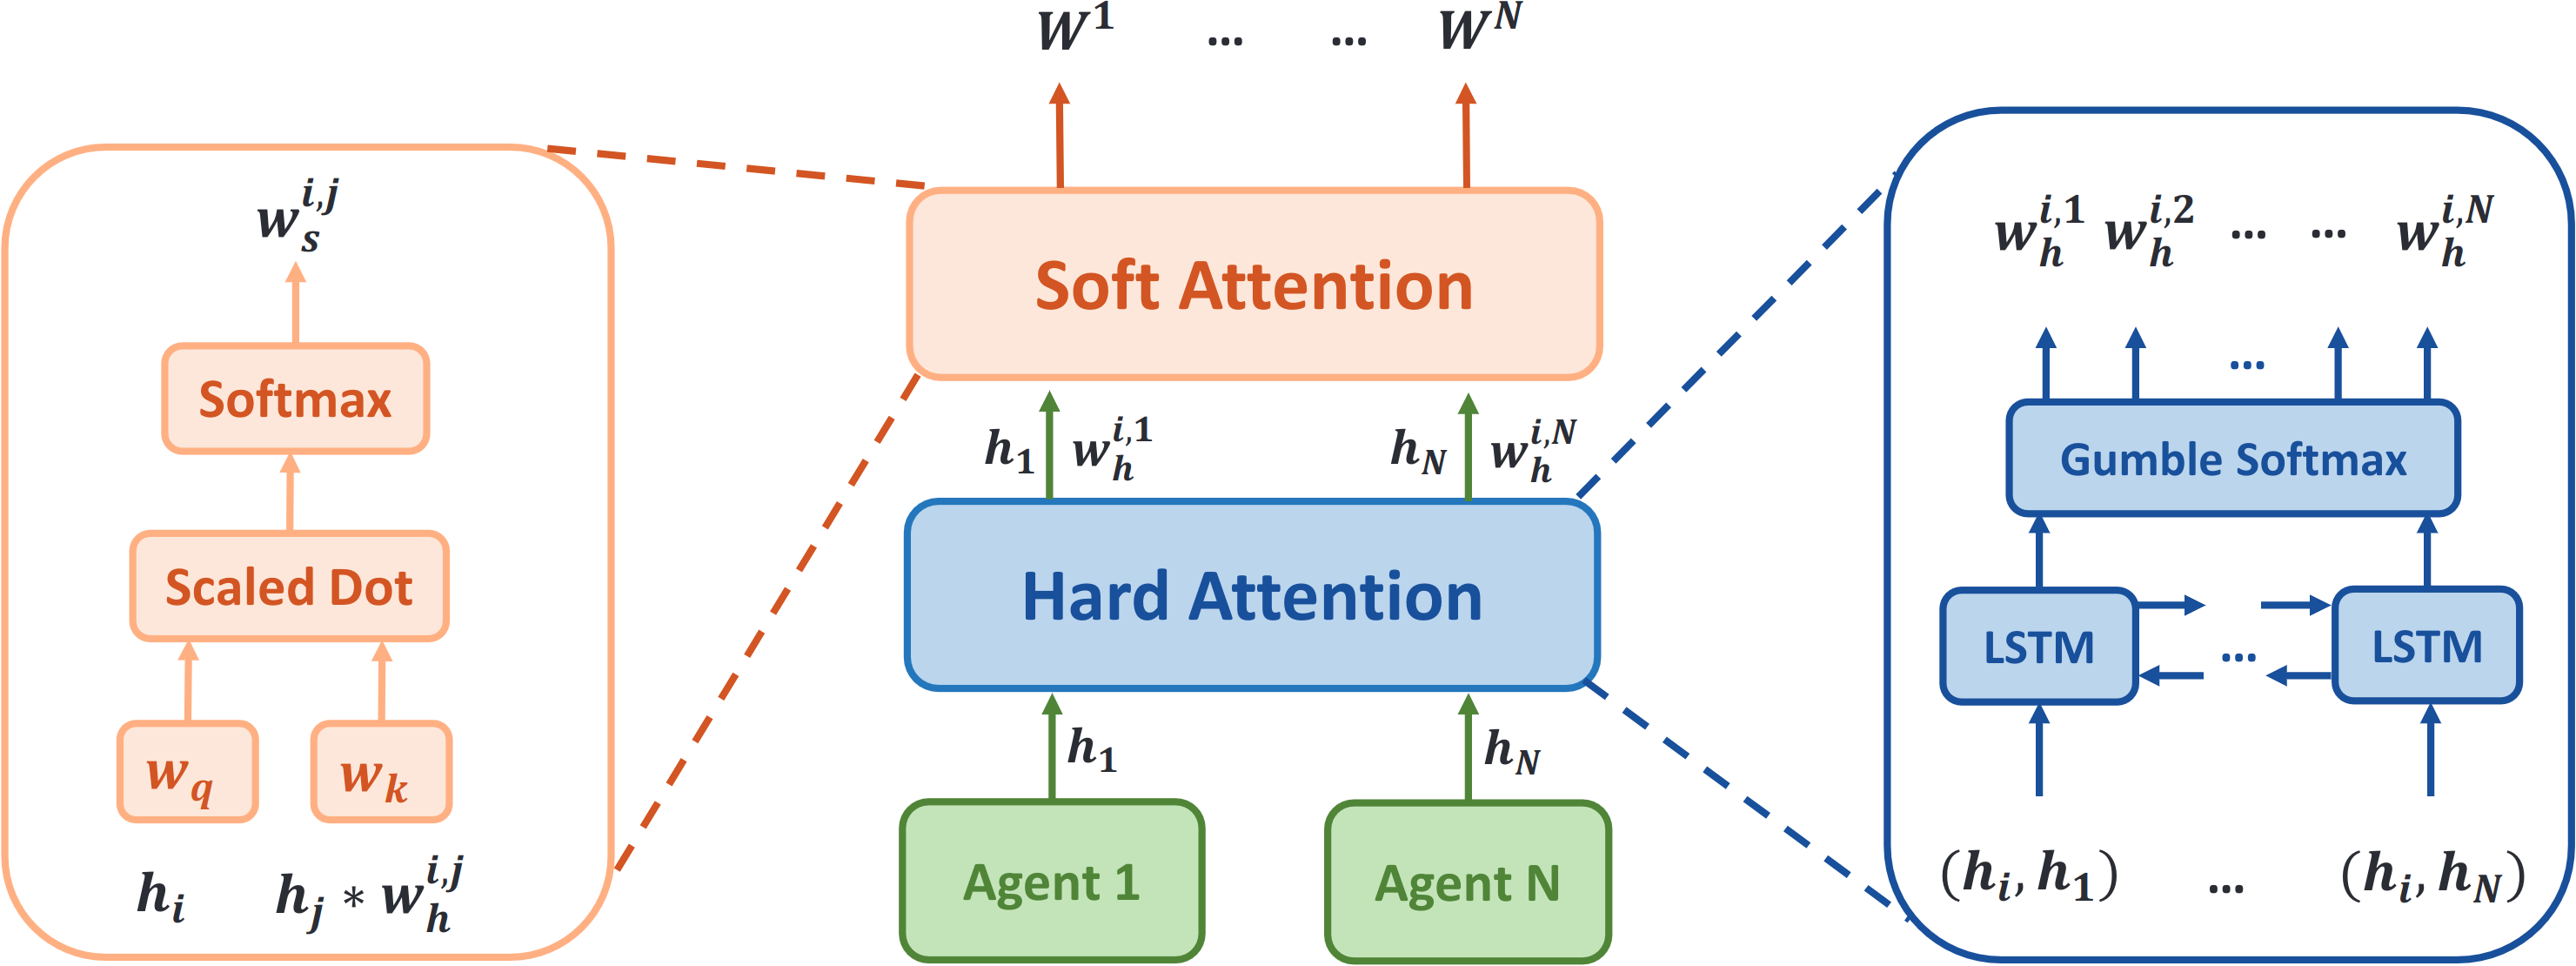 W^1 ... ... W^N
w_s^{i,j}
Softmax
Scaled Dot
w_q w_k
h_i h_j * w_h^{i,j}
Soft Attention
h_1 w_h^{i,1} h_N w_h^{i,N}
Hard Attention
h_1 h_N
Agent 1 Agent N
w_h^{i,1} w_h^{i,2} ... ... w_h^{i,N}
...
Gumble Softmax
LSTM ... LSTM
(h_i, h_1) ... (h_i, h_N)